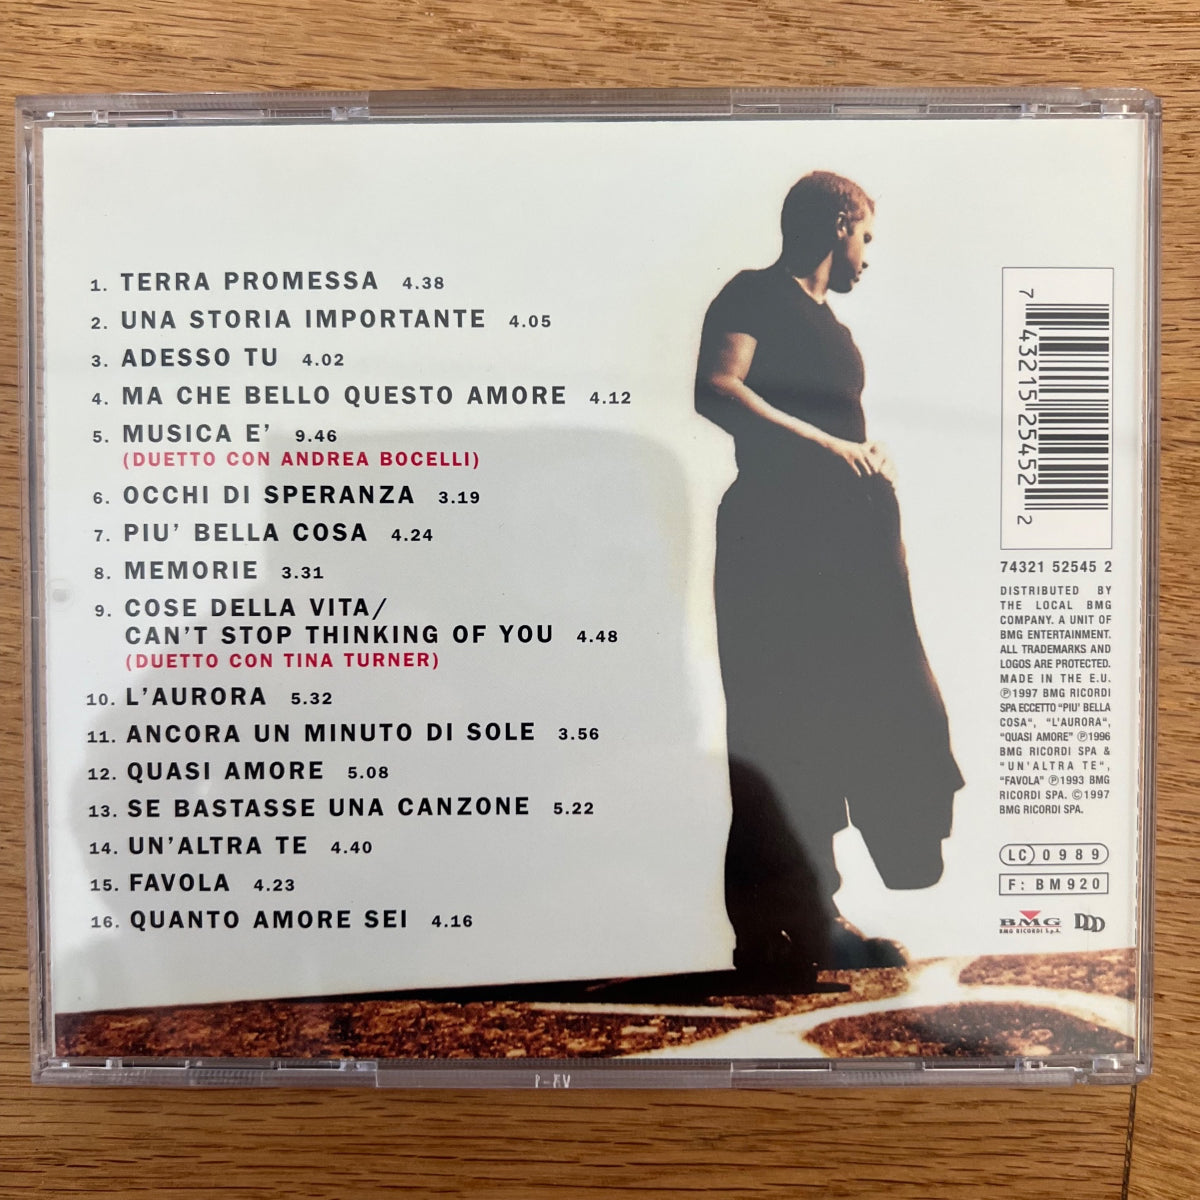 1. TERRA PROMESSA 4.38
2. UNA STORIA IMPORTANTE 4.05
3. ADESSO TU 4.02
4. MA CHE BELLO QUESTO AMORE 4.12
5. MUSICA E' 9.46
(DUETTO CON ANDREA BOCELLI)
6. OCCHI DI SPERANZA 3.19
7. PIU' BELLA COSA 4.24
8. MEMORIE 3.31
9. COSE DELLA VITA/
CAN'T STOP THINKING OF YOU 4.48
(DUETTO CON TINA TURNER)
10. L'AURORA 5.32
11. ANCORA UN MINUTO DI SOLE 3.56
12. QUASI AMORE 5.08
13. SE BASTASSE UNA CANZONE 5.22
14. UN'ALTRA TE 4.40
15. FAVOLA 4.23
16. QUANTO AMORE SEI 4.16
7 43215 25452 2
74321 52545 2
DISTRIBUTED BY
THE LOCAL BMG
COMPANY. A UNIT OF
BMG ENTERTAINMENT.
ALL TRADEMARKS AND
LOGOS ARE PROTECTED.
MADE IN THE E.U.
℗1997 BMG RICORDI
SPA ECCETTO "PIU' BELLA
COSA", "L'AURORA",
"QUASI AMORE" ℗1996
BMG RICORDI SPA &
"UN'ALTRA TE",
"FAVOLA" ℗1993 BMG
RICORDI SPA. ©1997
BMG RICORDI SPA.
LC 0989
F: BM920
BMG DDD
BMG RICORDI S.p.A.